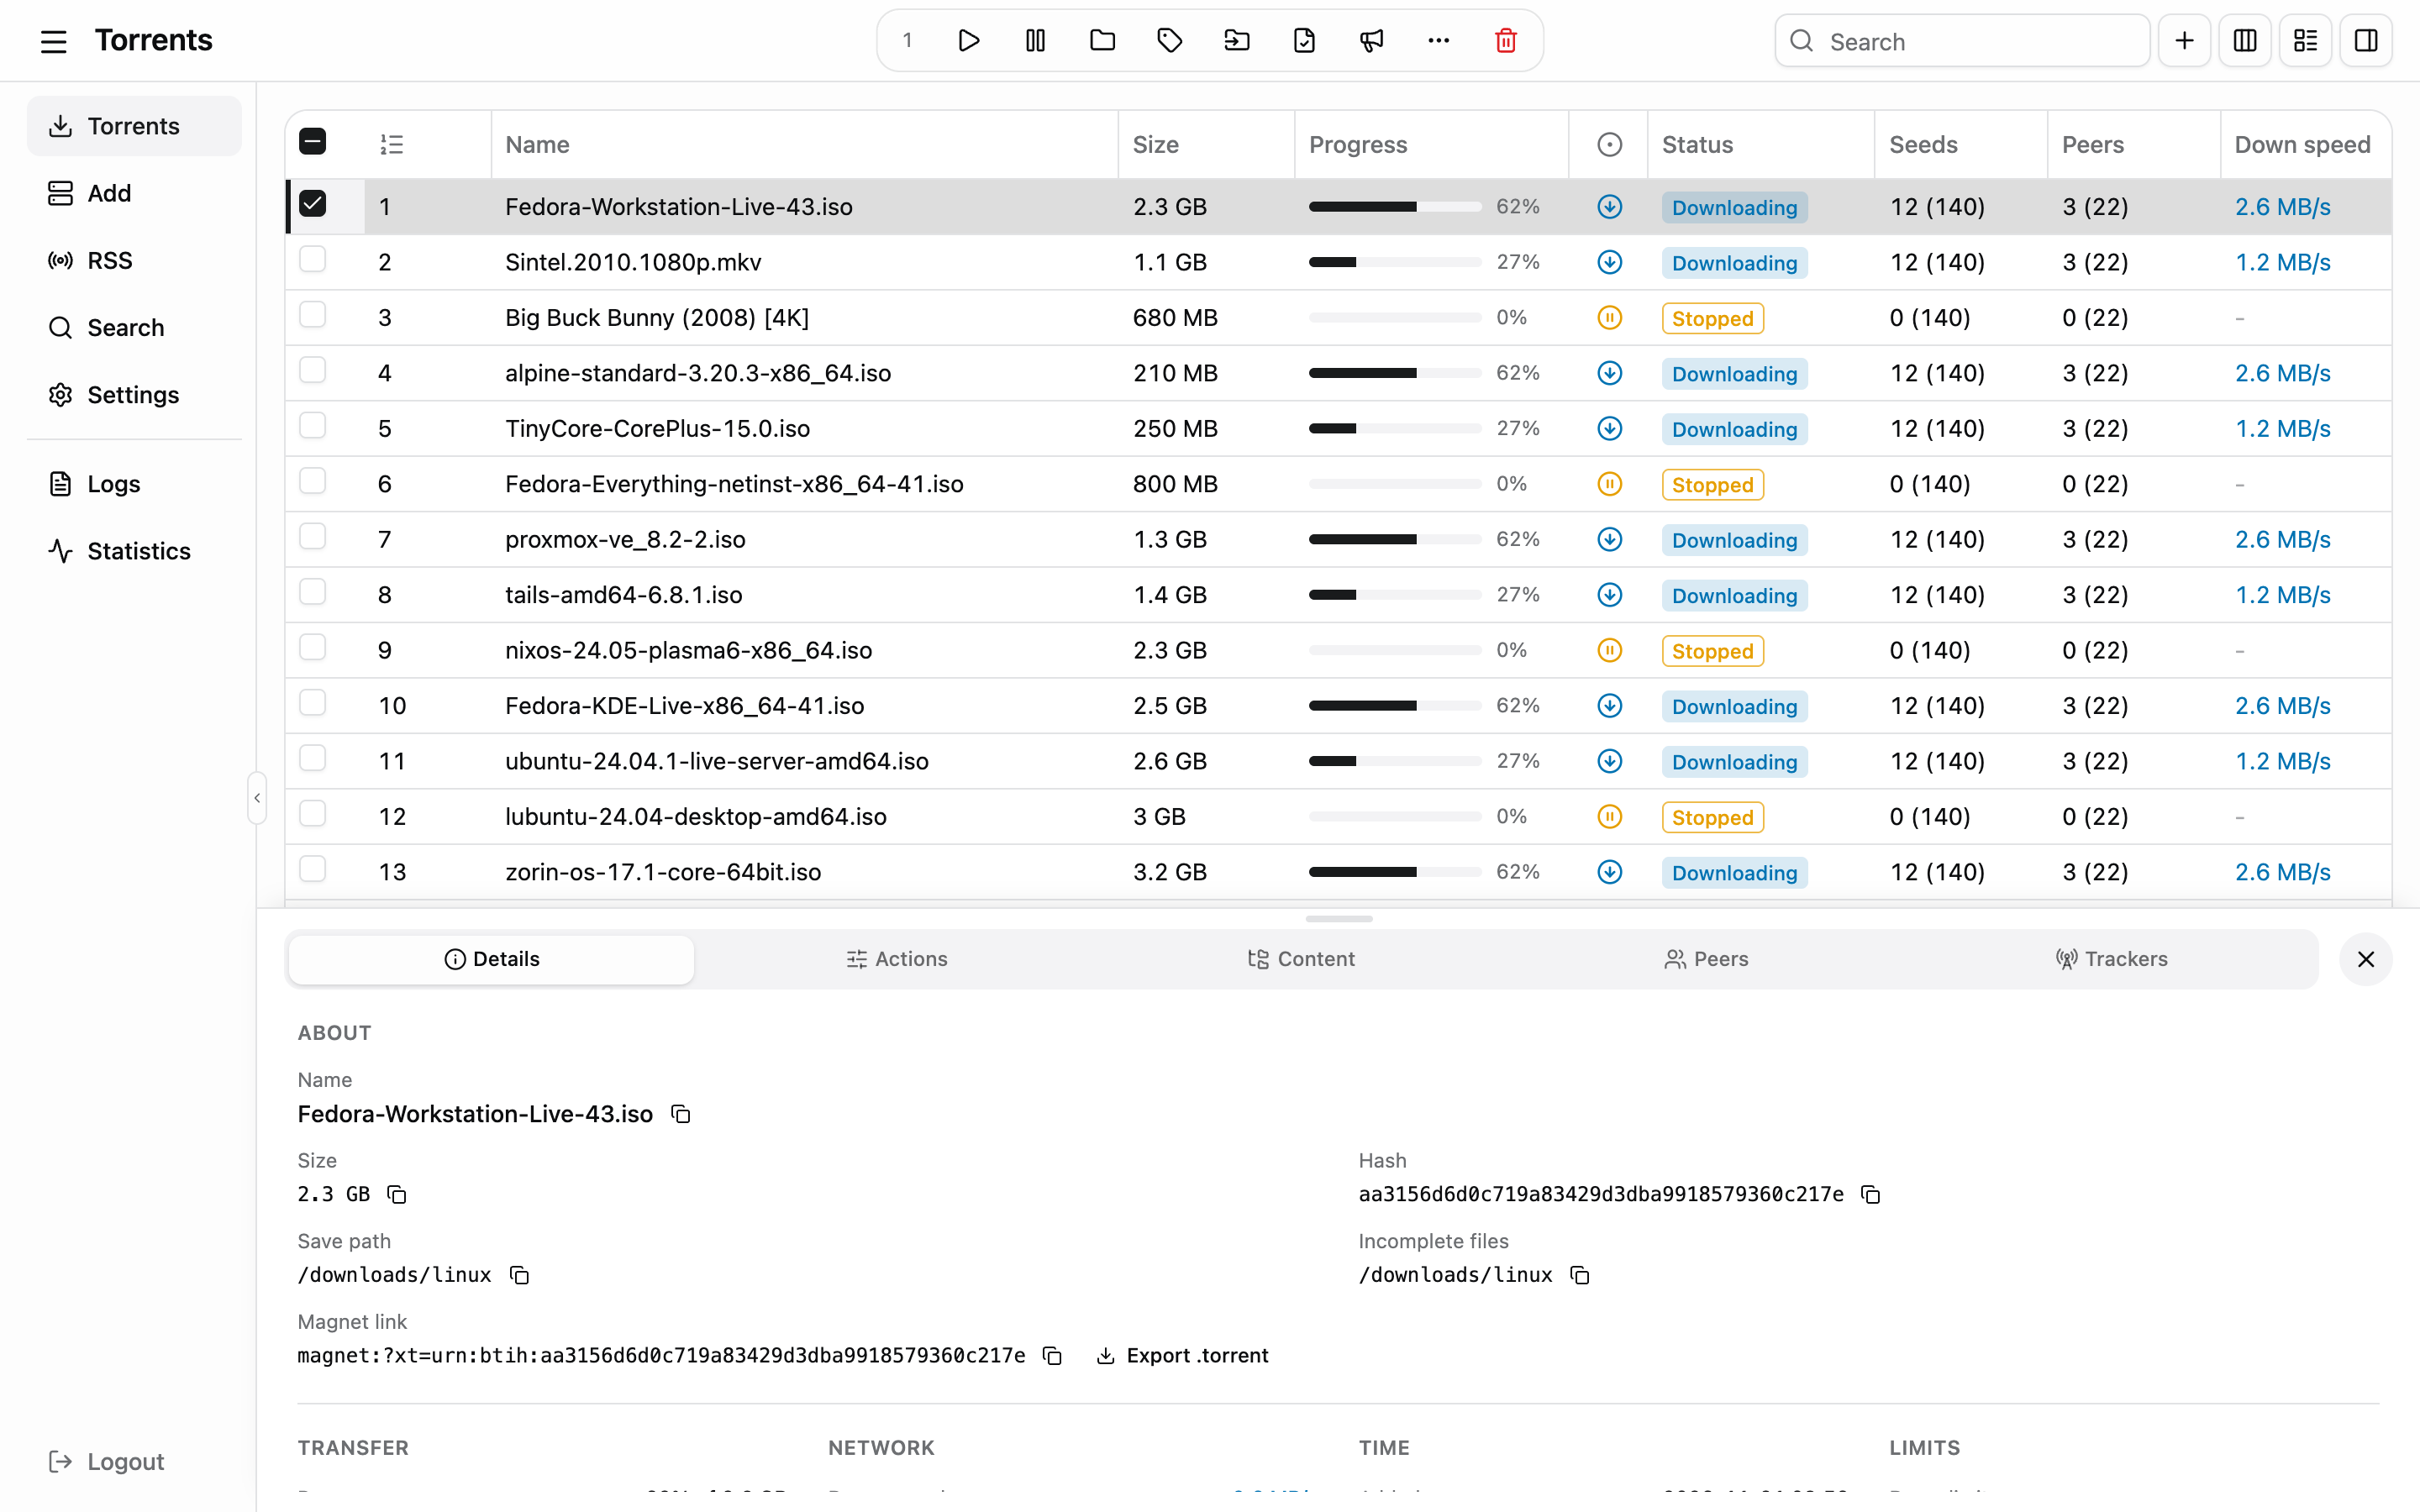 Torrents
1
Search
Torrents
Add
RSS
Search
Settings
Logs
Statistics
Logout
Name Size Progress Status Seeds Peers Down speed
1 Fedora-Workstation-Live-43.iso 2.3 GB 62% Downloading 12 (140) 3 (22) 2.6 MB/s
2 Sintel.2010.1080p.mkv 1.1 GB 27% Downloading 12 (140) 3 (22) 1.2 MB/s
3 Big Buck Bunny (2008) [4K] 680 MB 0% Stopped 0 (140) 0 (22) -
4 alpine-standard-3.20.3-x86_64.iso 210 MB 62% Downloading 12 (140) 3 (22) 2.6 MB/s
5 TinyCore-CorePlus-15.0.iso 250 MB 27% Downloading 12 (140) 3 (22) 1.2 MB/s
6 Fedora-Everything-netinst-x86_64-41.iso 800 MB 0% Stopped 0 (140) 0 (22) -
7 proxmox-ve_8.2-2.iso 1.3 GB 62% Downloading 12 (140) 3 (22) 2.6 MB/s
8 tails-amd64-6.8.1.iso 1.4 GB 27% Downloading 12 (140) 3 (22) 1.2 MB/s
9 nixos-24.05-plasma6-x86_64.iso 2.3 GB 0% Stopped 0 (140) 0 (22) -
10 Fedora-KDE-Live-x86_64-41.iso 2.5 GB 62% Downloading 12 (140) 3 (22) 2.6 MB/s
11 ubuntu-24.04.1-live-server-amd64.iso 2.6 GB 27% Downloading 12 (140) 3 (22) 1.2 MB/s
12 lubuntu-24.04-desktop-amd64.iso 3 GB 0% Stopped 0 (140) 0 (22) -
13 zorin-os-17.1-core-64bit.iso 3.2 GB 62% Downloading 12 (140) 3 (22) 2.6 MB/s
Details Actions Content Peers Trackers
ABOUT
Name
Fedora-Workstation-Live-43.iso
Size Hash
2.3 GB aa3156d6d0c719a83429d3dba9918579360c217e
Save path Incomplete files
/downloads/linux /downloads/linux
Magnet link
magnet:?xt=urn:btih:aa3156d6d0c719a83429d3dba9918579360c217e Export .torrent
TRANSFER NETWORK TIME LIMITS